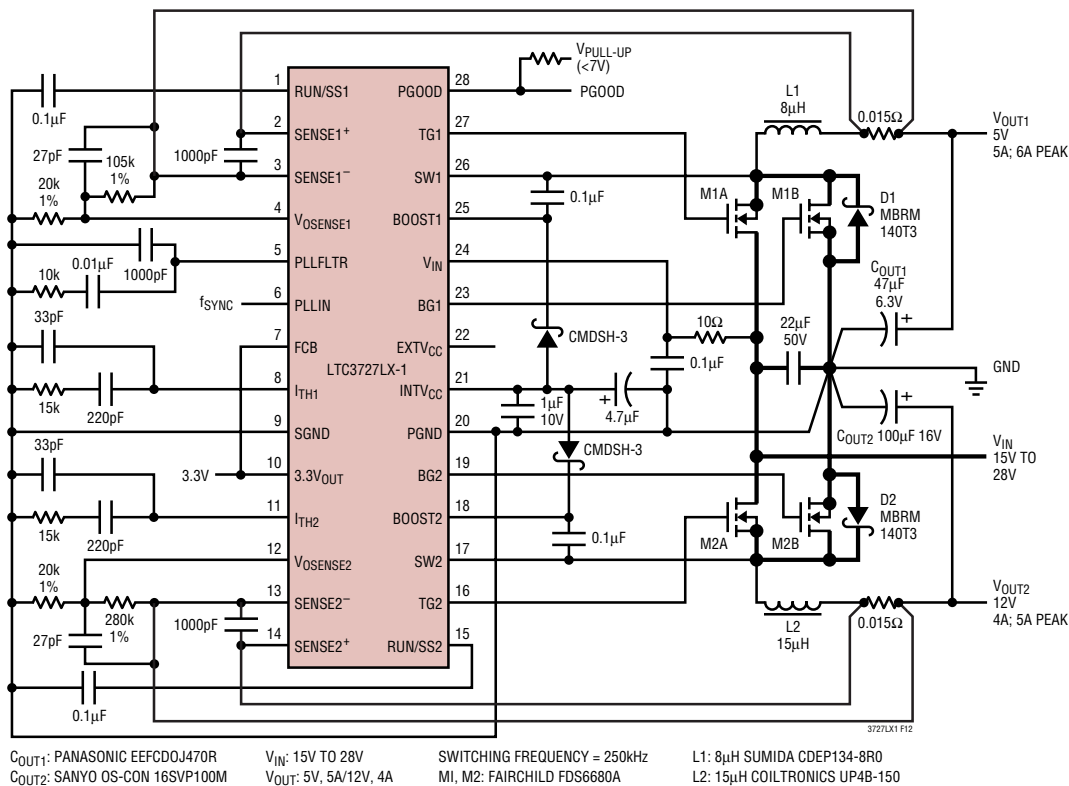 VPULL-UP
(<7V)
PGOOD
1
RUN/SS1
PGOOD
28
0.1µF
2
SENSE1+
TG1
27
27pF
105k
1%
1000pF
3
SENSE1–
SW1
26
20k
1%
4
VOSENSE1
BOOST1
25
0.1µF
0.01µF
1000pF
5
PLLFLTR
VIN
24
10k
fSYNC
6
PLLIN
BG1
23
33pF
7
FCB
EXTVCC
22
LTC3727LX-1
8
ITH1
INTVCC
21
15k
220pF
9
SGND
PGND
20
33pF
3.3V
10
3.3VOUT
BG2
19
11
ITH2
BOOST2
18
15k
220pF
12
VOSENSE2
SW2
17
20k
1%
13
SENSE2–
TG2
16
280k
1%
27pF
1000pF
14
SENSE2+
RUN/SS2
15
0.1µF
CMDSH-3
1µF
10V
4.7µF
CMDSH-3
0.1µF
10Ω
0.1µF
22µF
50V
L1
8µH
0.015Ω
VOUT1
5V
5A; 6A PEAK
M1A
M1B
D1
MBRM
140T3
COUT1
47µF
6.3V
+
GND
+
COUT2 100µF 16V
+
VIN
15V TO
28V
M2A
M2B
D2
MBRM
140T3
L2
15µH
0.015Ω
VOUT2
12V
4A; 5A PEAK
3727LX1 F12
COUT1: PANASONIC EEFCDOJ470R
COUT2: SANYO OS-CON 16SVP100M
VIN: 15V TO 28V
VOUT: 5V, 5A/12V, 4A
SWITCHING FREQUENCY = 250kHz
MI, M2: FAIRCHILD FDS6680A
L1: 8µH SUMIDA CDEP134-8R0
L2: 15µH COILTRONICS UP4B-150